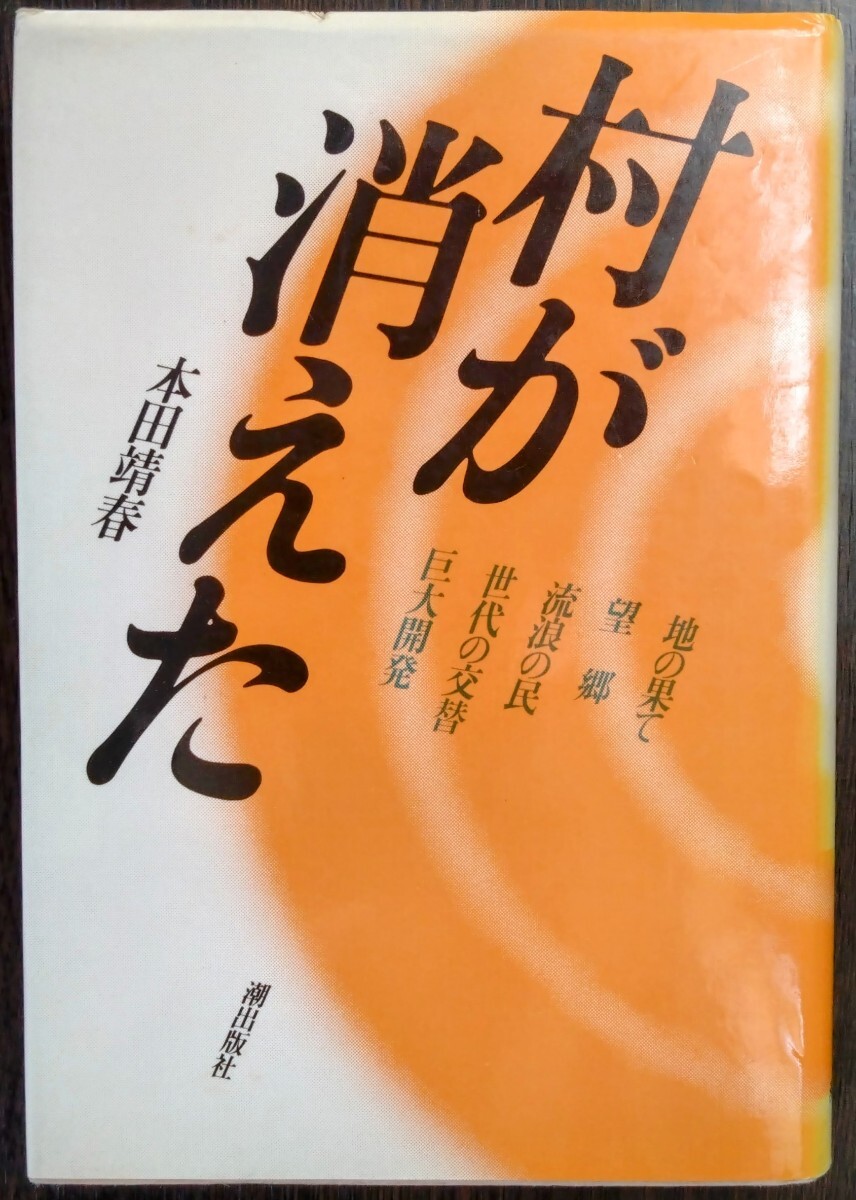 村が
消えた
地の果て
望郷
流浪の民
世代の交替
巨大開発
本田靖春
潮出版社